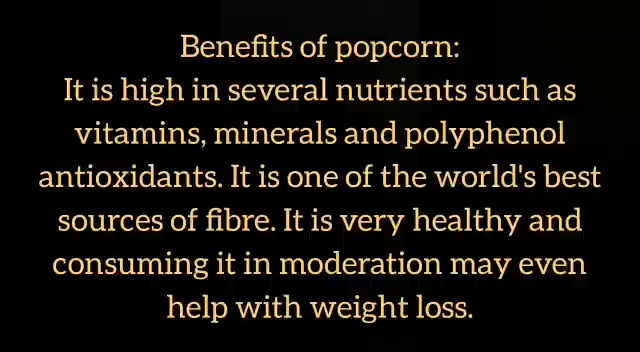 Benefits of popcorn:
It is high in several nutrients such as
vitamins, minerals and polyphenol
antioxidants. It is one of the world's best
sources of fibre. It is very healthy and
consuming it in moderation may even
help with weight loss.